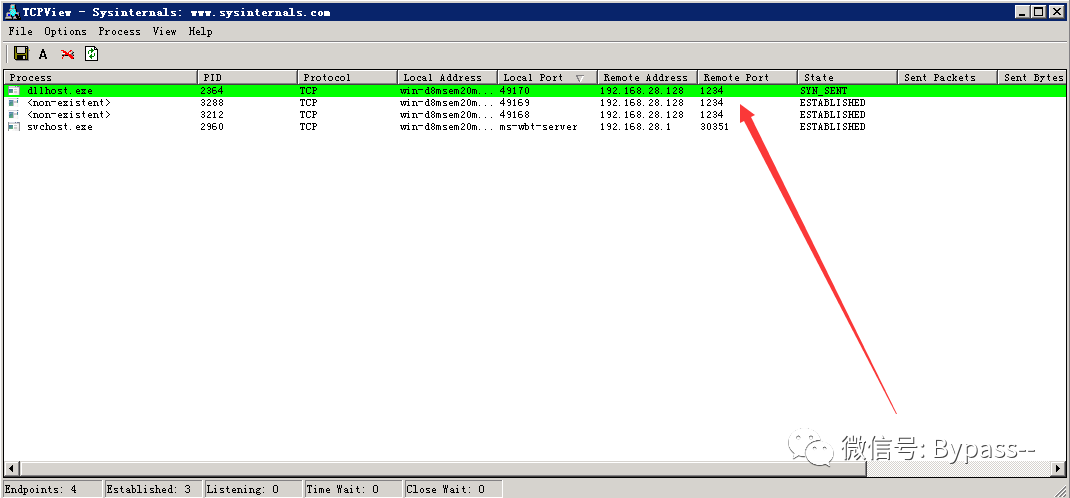 TCPView - Sysinternals: www.sysinternals.com
File Options Process View Help
A
Process PID Protocol Local Address Local Port Remote Address Remote Port State Sent Packets Sent Bytes
dllhost.exe 2364 TCP win-d8msem20m... 49170 192.168.28.128 1234 SYN_SENT
<non-existent> 3288 TCP win-d8msem20m... 49169 192.168.28.128 1234 ESTABLISHED
<non-existent> 3212 TCP win-d8msem20m... 49168 192.168.28.128 1234 ESTABLISHED
svchost.exe 2960 TCP win-d8msem20m... ms-wbt-server 192.168.28.1 30351 ESTABLISHED
微信号: Bypass--
Endpoints: 4 Established: 3 Listening: 0 Time Wait: 0 Close Wait: 0